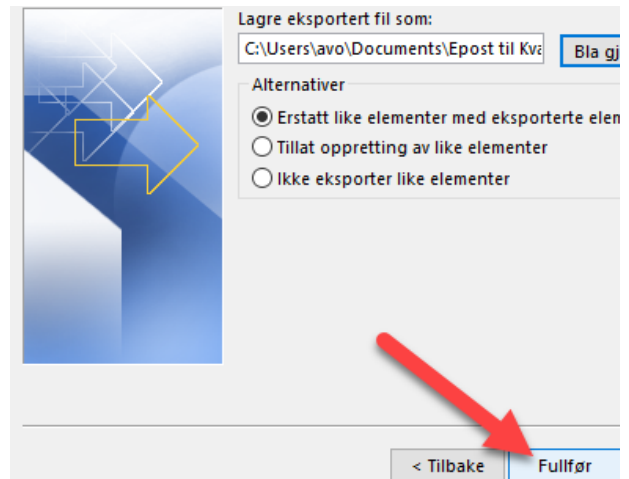 Lagre eksportert fil som:
C:\Users\avo\Documents\Epost til Kva
Bla gj
Alternativer
Erstatt like elementer med eksporterte elem
Tillat oppretting av like elementer
Ikke eksporter like elementer
< Tilbake
Fullfør